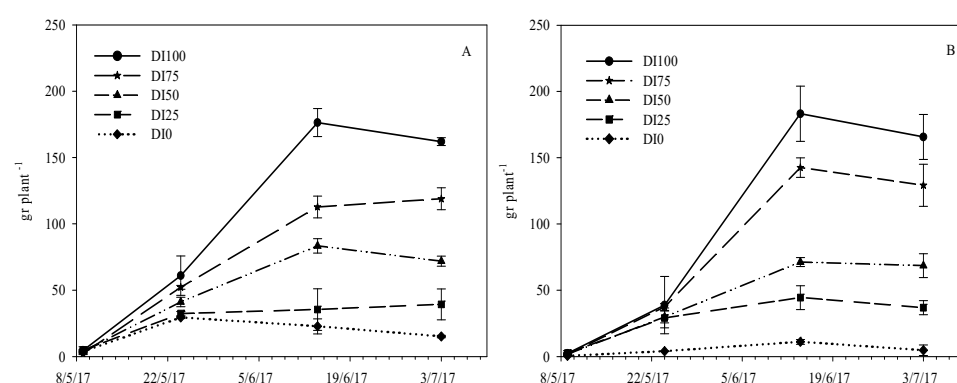 250
200
150
100
50
0
gr plant -1
A
DI100
DI75
DI50
DI25
DI0
8/5/17 22/5/17 5/6/17 19/6/17 3/7/17
250
200
150
100
50
0
gr plant-1
B
DI100
DI75
DI50
DI25
DI0
8/5/17 22/5/17 5/6/17 19/6/17 3/7/17